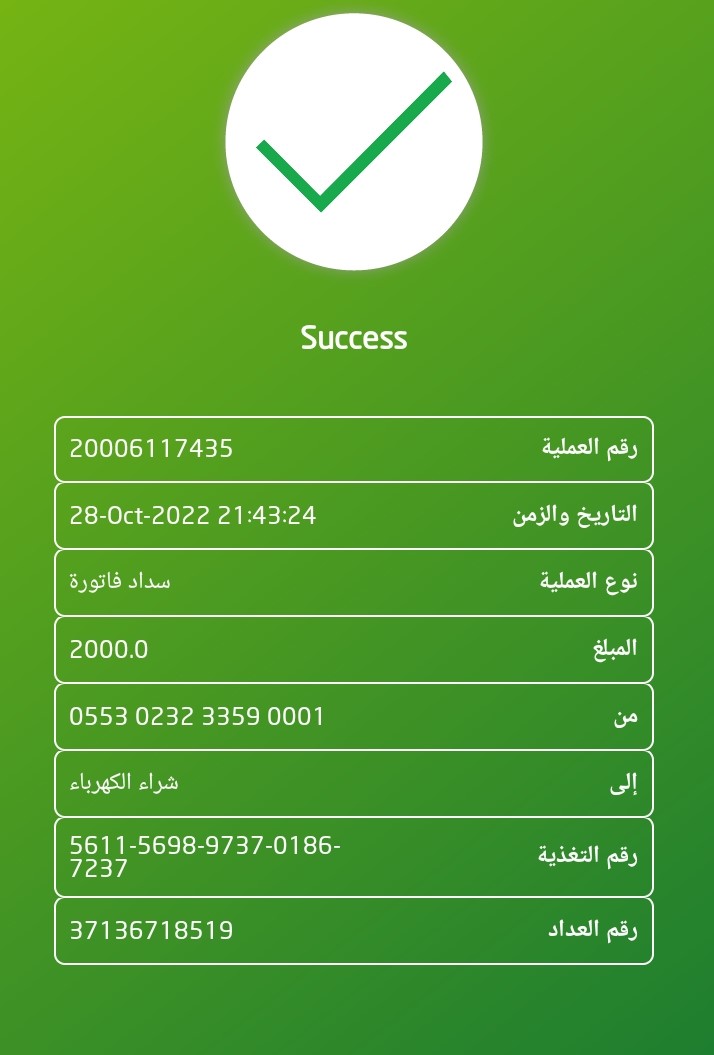 Success
رقم العملية 20006117435
التاريخ والزمن 28-Oct-2022 21:43:24
نوع العملية سداد فاتورة
المبلغ 2000.0
من 0553 0232 3359 0001
إلى شراء الكهرباء
رقم التغذية 5611-5698-9737-0186-
7237
رقم العداد 37136718519